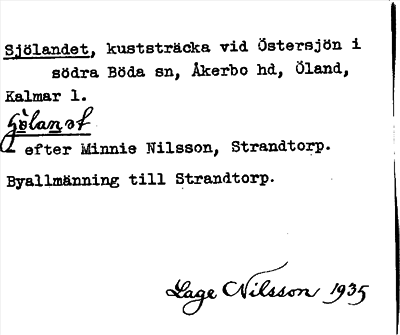 Sjölandet, kuststräcka vid Östersjön i
södra Böda sn, Åkerbo hd, Öland,
Kalmar l.
efter Minnie Nilsson, Strandtorp.
Byallmänning till Strandtorp.
Lage Nilsson 1935